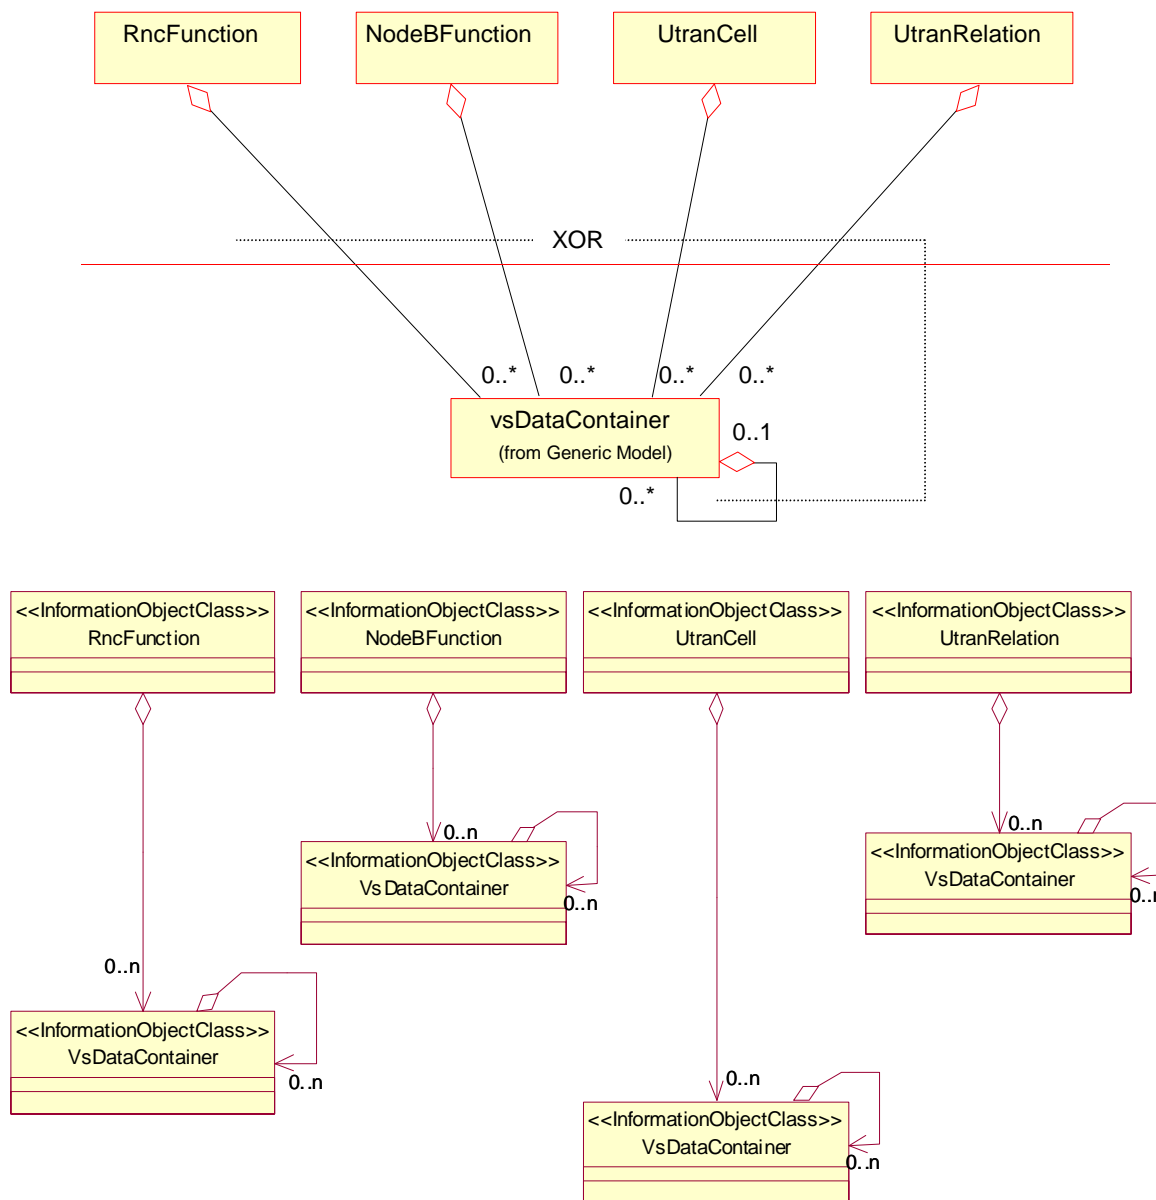 RncFunction
NodeBFunction
UtranCell
UtranRelation
XOR
0..*
0..*
0..*
0..*
vsDataContainer
(from Generic Model)
0..1
0..*
<<InformationObjectClass>>
RncFunction
<<InformationObjectClass>>
NodeBFunction
<<InformationObjectClass>>
UtranCell
<<InformationObjectClass>>
UtranRelation
0..n
<<InformationObjectClass>>
VsDataContainer
0..n
0..n
<<InformationObjectClass>>
VsDataContainer
0..n
0..n
<<InformationObjectClass>>
VsDataContainer
0..n
0..n
<<InformationObjectClass>>
VsDataContainer
0..n